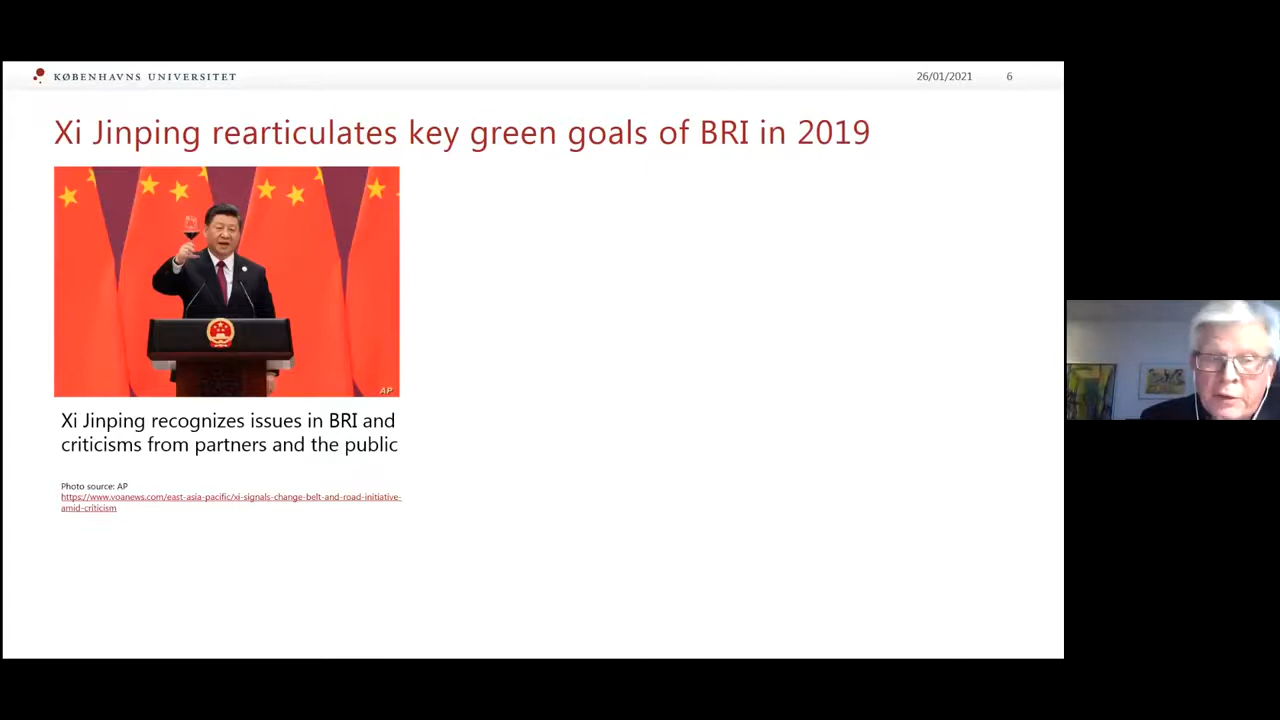 KØBENHAVNS UNIVERSITET
26/01/2021 6
Xi Jinping rearticulates key green goals of BRI in 2019
AP
Xi Jinping recognizes issues in BRI and
criticisms from partners and the public
Photo source: AP
https://www.voanews.com/east-asia-pacific/xi-signals-change-belt-and-road-initiative-
amid-criticism